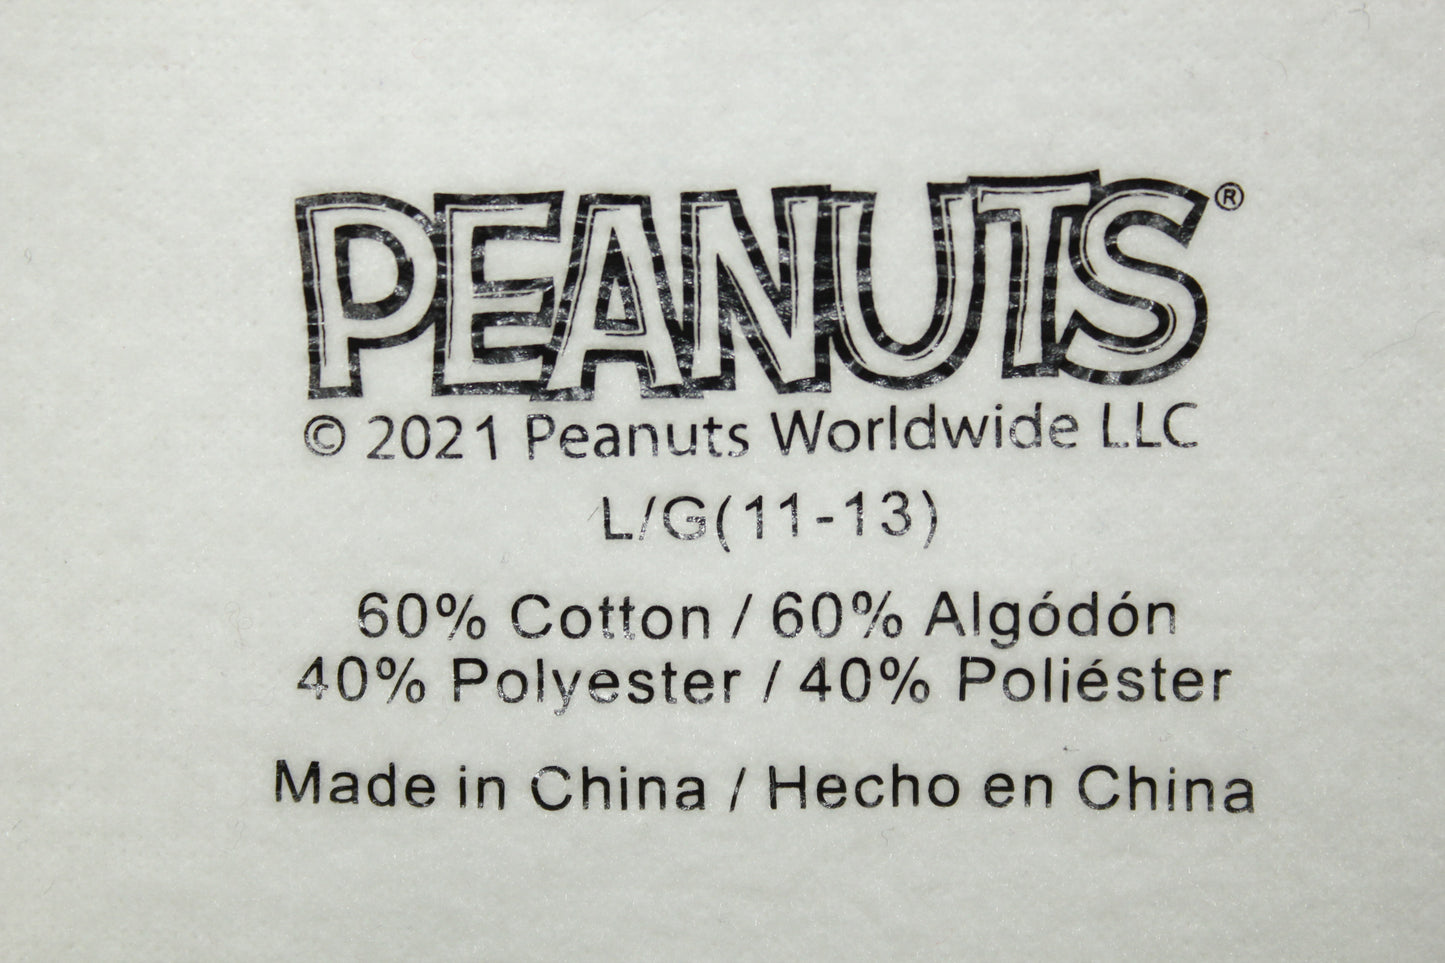 PEANUTS®
© 2021 Peanuts Worldwide LLC
L/G(11-13)
60% Cotton / 60% Algódón
40% Polyester / 40% Poliéster
Made in China / Hecho en China